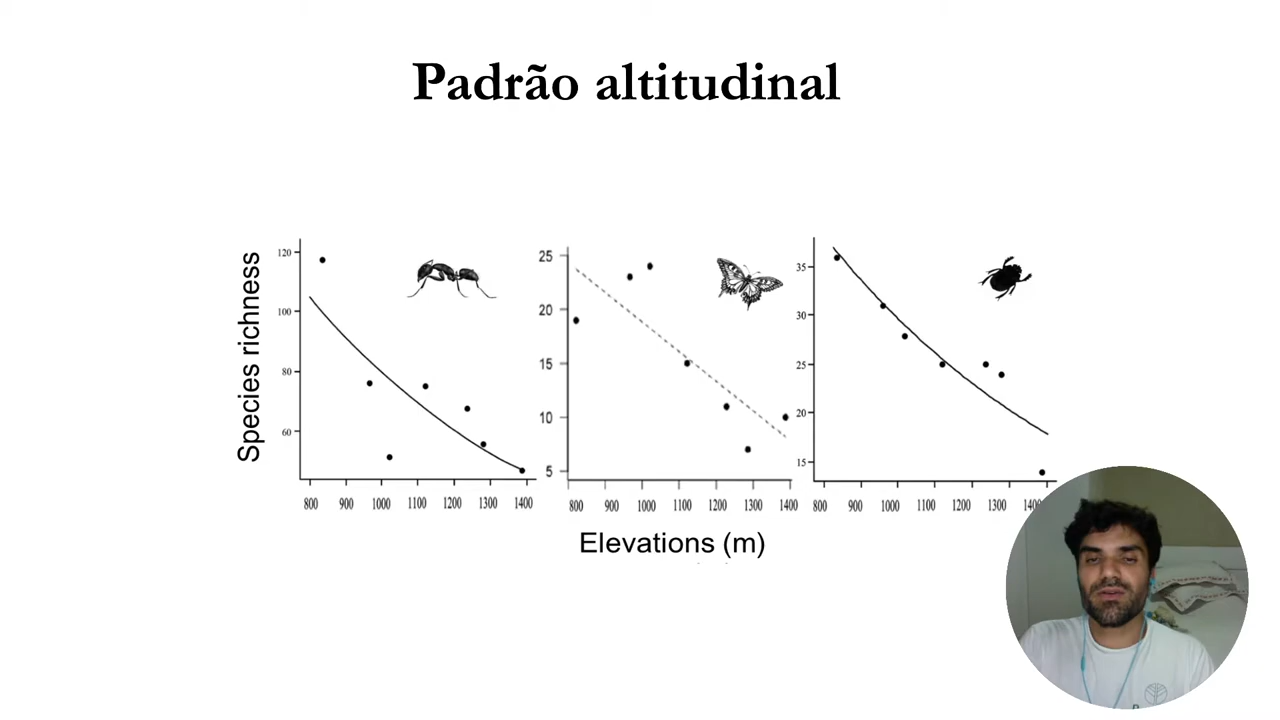 Padrão altitudinal
Species richness
120
100
80
60
800 900 1000 1100 1200 1300 1400
25
20
15
10
5
800 900 1000 1100 1200 1300 1400
35
30
25
20
15
800 900 1000 1100 1200 1300
Elevations (m)